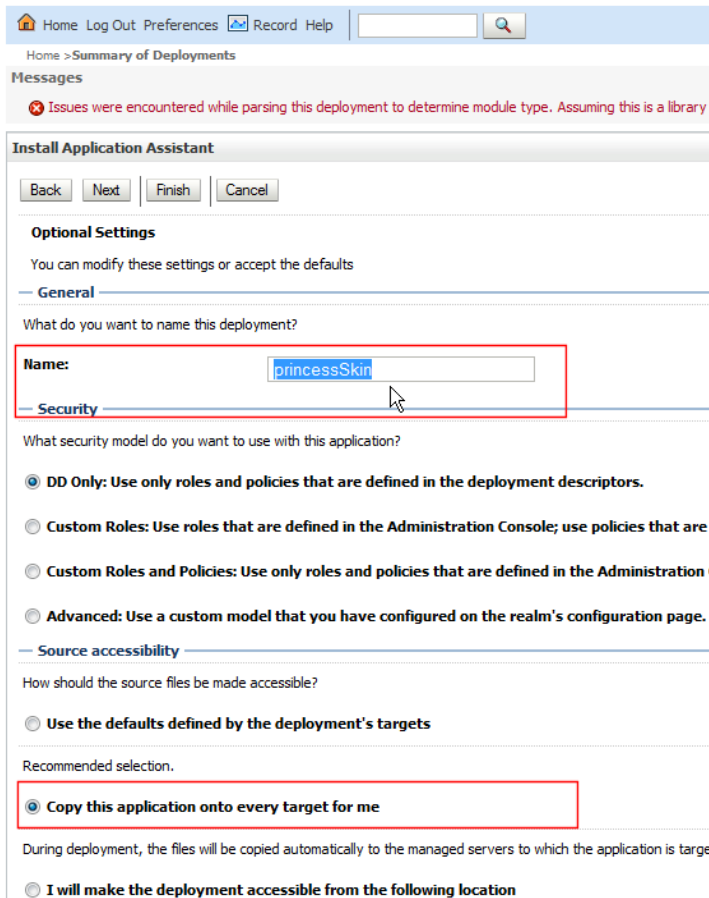 Home Log Out Preferences Record Help
Home >Summary of Deployments
Messages
Issues were encountered while parsing this deployment to determine module type. Assuming this is a library
Install Application Assistant
Back Next Finish Cancel
Optional Settings
You can modify these settings or accept the defaults
General
What do you want to name this deployment?
Name: princessSkin
Security
What security model do you want to use with this application?
DD Only: Use only roles and policies that are defined in the deployment descriptors.
Custom Roles: Use roles that are defined in the Administration Console; use policies that are
Custom Roles and Policies: Use only roles and policies that are defined in the Administration
Advanced: Use a custom model that you have configured on the realm's configuration page.
Source accessibility
How should the source files be made accessible?
Use the defaults defined by the deployment's targets
Recommended selection.
Copy this application onto every target for me
During deployment, the files will be copied automatically to the managed servers to which the application is targe
I will make the deployment accessible from the following location